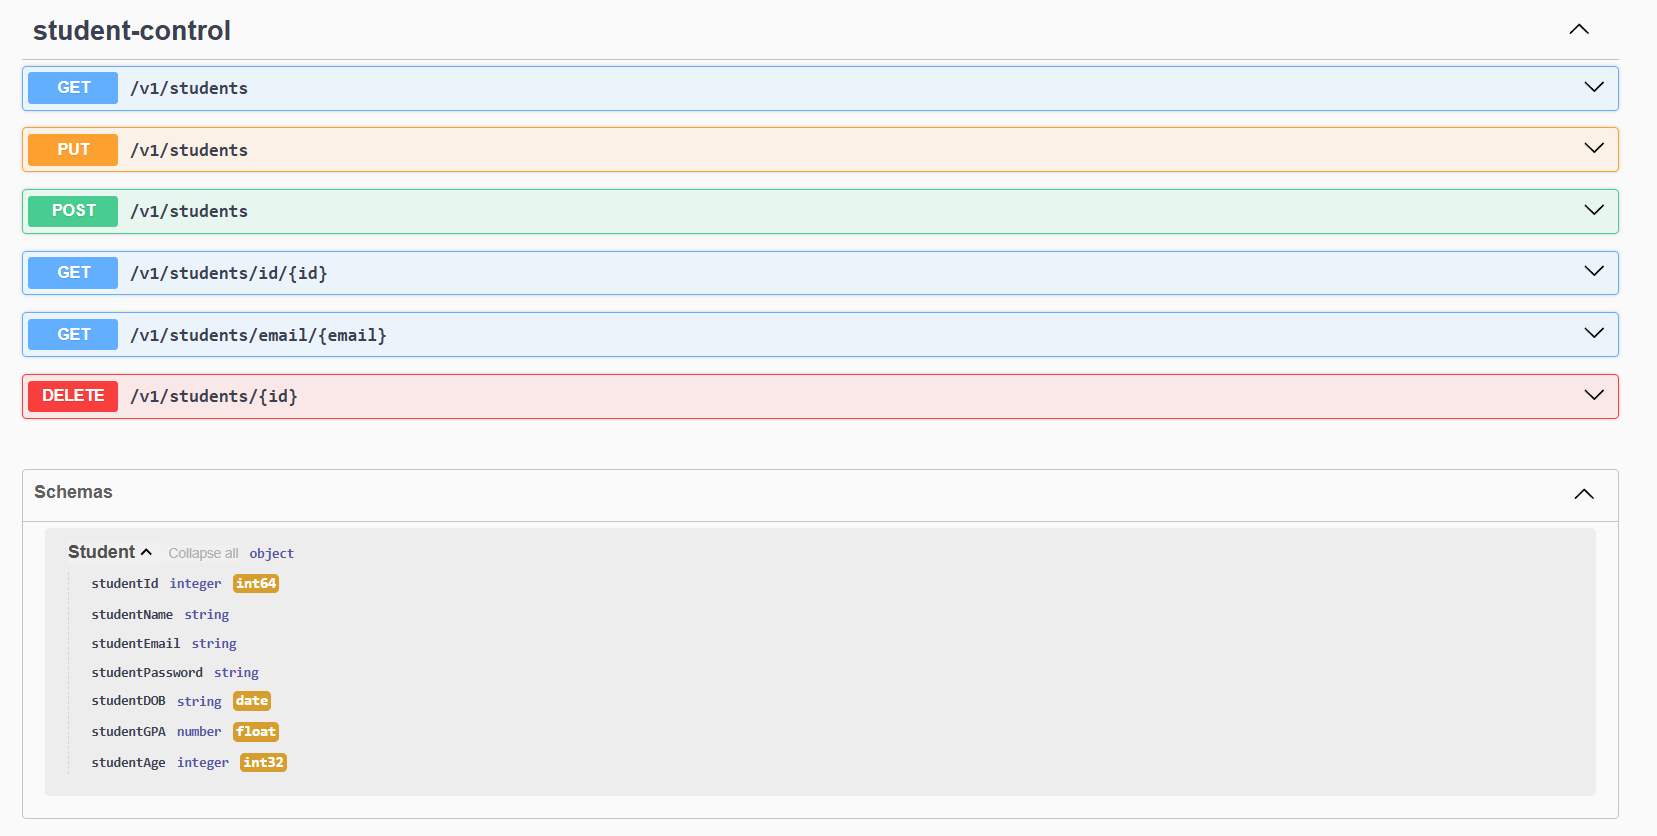 student-control
GET /v1/students
PUT /v1/students
POST /v1/students
GET /v1/students/id/{id}
GET /v1/students/email/{email}
DELETE /v1/students/{id}
Schemas
Student Collapse all object
studentId integer int64
studentName string
studentEmail string
studentPassword string
studentDOB string date
studentGPA number float
studentAge integer int32